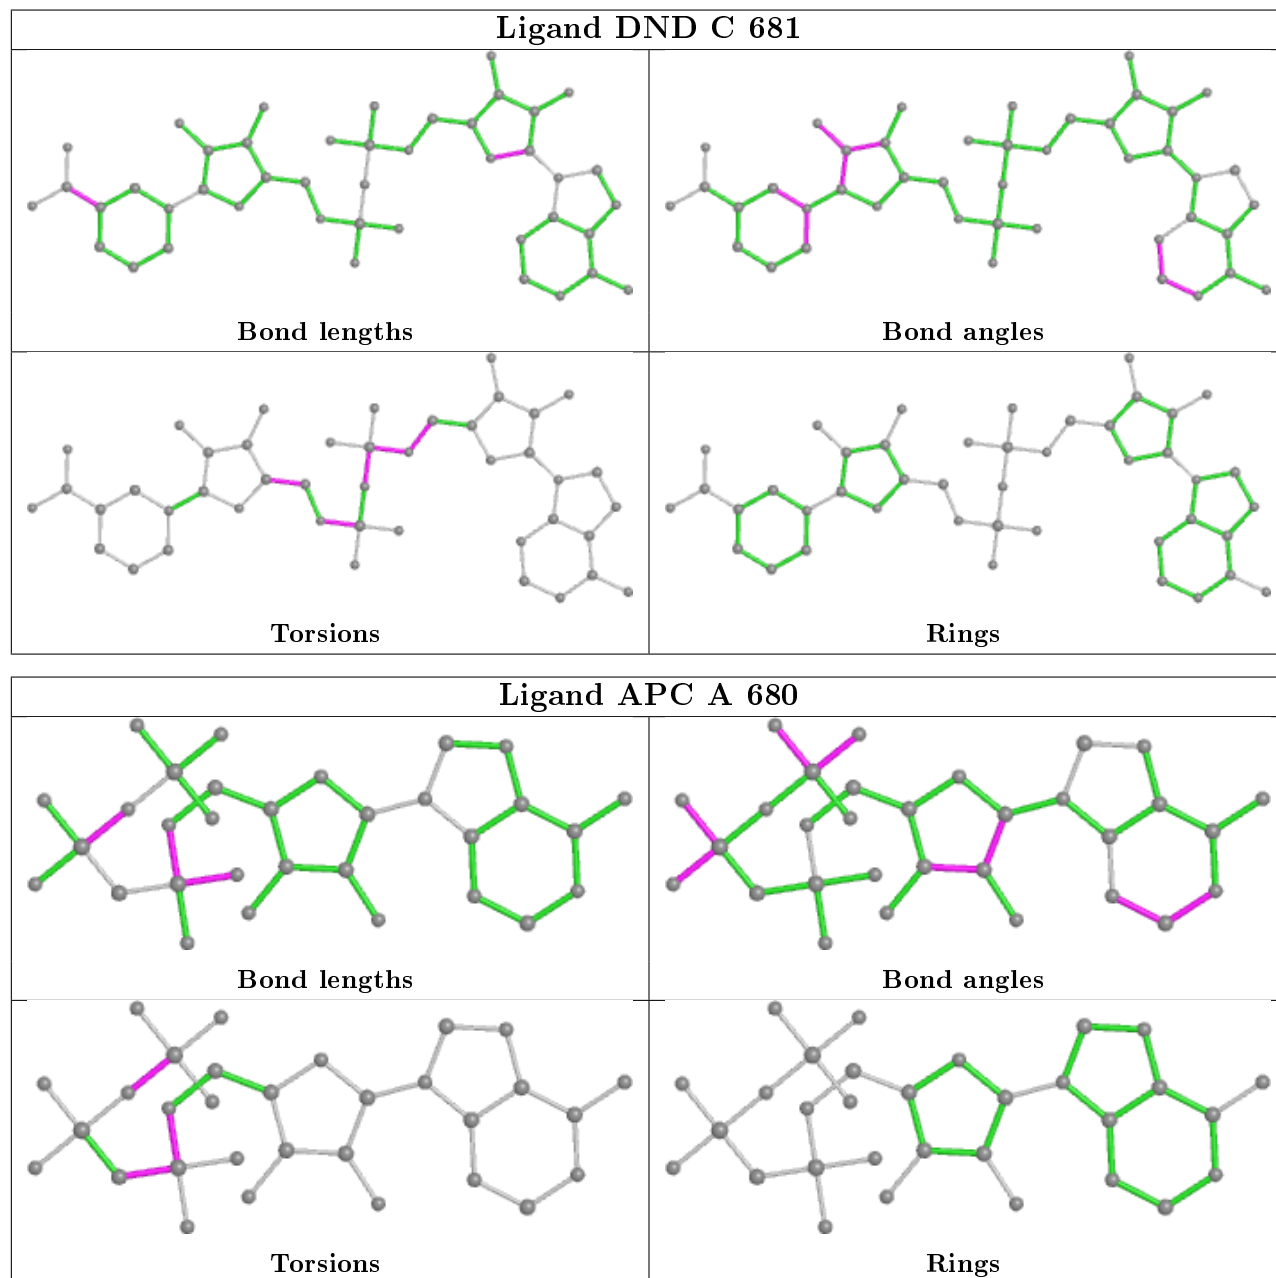 Ligand DND C 681
Bond lengths
Bond angles
Torsions
Rings
Ligand APC A 680
Bond lengths
Bond angles
Torsions
Rings